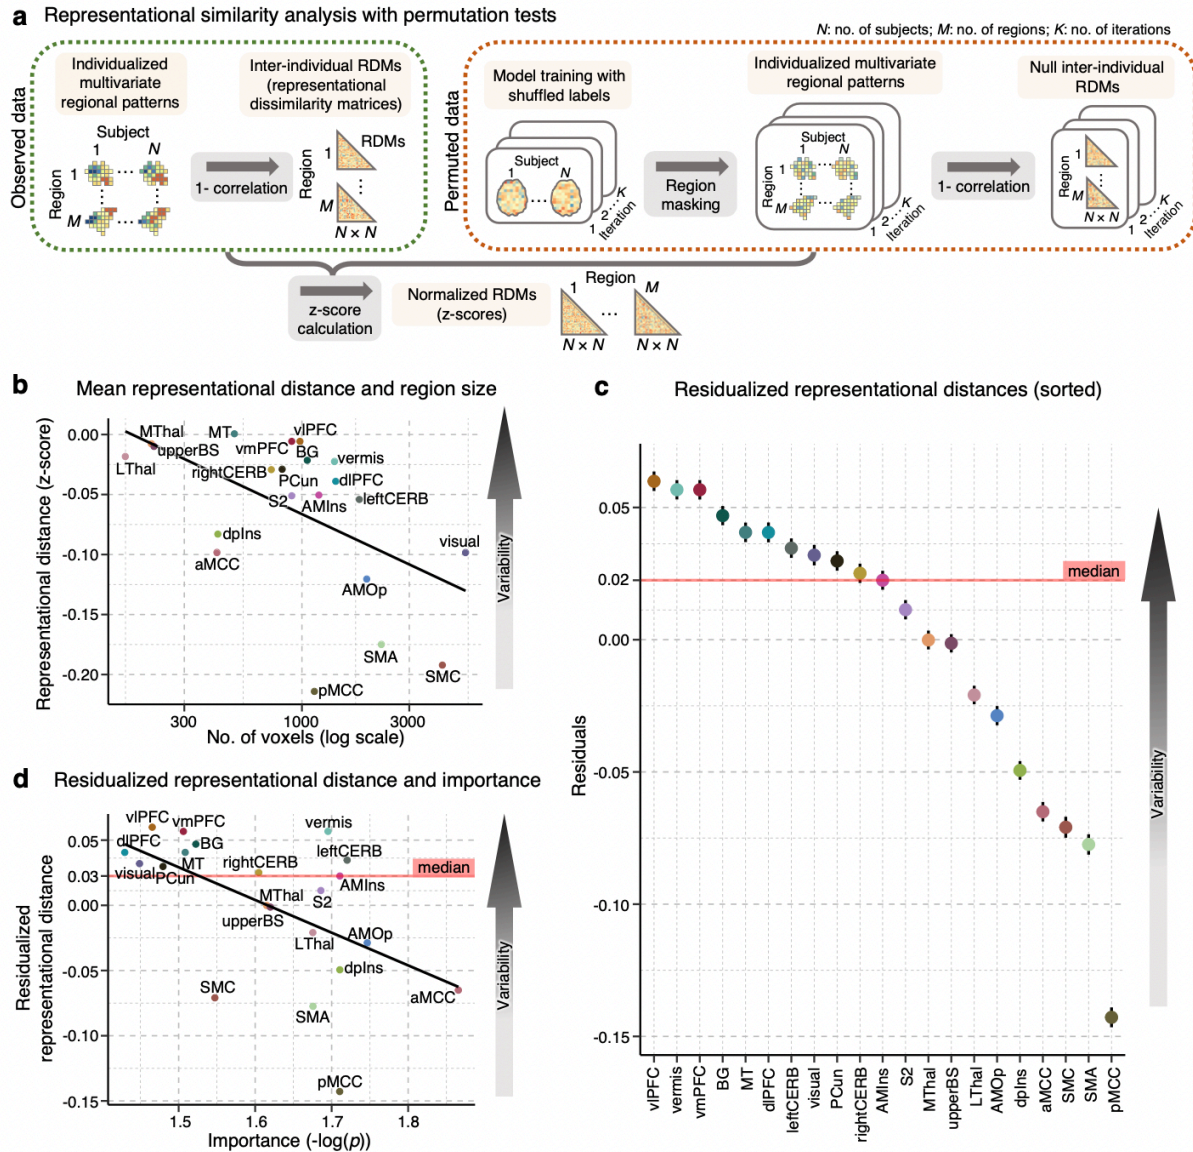 a Representational similarity analysis with permutation tests
N: no. of subjects; M: no. of regions; K: no. of iterations
Observed data
Individualized
multivariate
regional patterns
Subject
1 N
Region
1
M
1- correlation
Inter-individual RDMs
(representational
dissimilarity matrices)
Region
1
RDMs
M
N × N
Permuted data
Model training with
shuffled labels
Subject
1 N
1 2...K
Iteration
Region
masking
Individualized multivariate
regional patterns
Subject
1 N
Region
1
M
1 2...K
Iteration
1- correlation
Null inter-individual
RDMs
Region
1
M
N × N
1 2...K
Iteration
z-score
calculation
Normalized RDMs
(z-scores)
Region
1 ... M
N × N N × N
b Mean representational distance and region size
Representational distance (z-score)
0.00
-0.05
-0.10
-0.15
-0.20
MThal
upperBS
LThal
MT
vmPFC
vlPFC
BG
vermis
rightCERB
PCun
dlPFC
S2
AMIns
leftCERB
dpIns
aMCC
visual
AMOp
SMA
SMC
pMCC
300
1000
3000
No. of voxels (log scale)
Variability
c Residualized representational distances (sorted)
Residuals
0.05
0.02
0.00
-0.05
-0.10
-0.15
median
Variability
vlPFC
vermis
vmPFC
BG
MT
dlPFC
leftCERB
visual
PCun
rightCERB
AMIns
S2
MThal
upperBS
LThal
AMOp
dpIns
aMCC
SMC
SMA
pMCC
d Residualized representational distance and importance
Residualized
representational distance
0.05
0.03
0.00
-0.05
-0.10
-0.15
vlPFC
vmPFC
dlPFC
BG
MT
visual
PCun
vermis
leftCERB
rightCERB
median
AMIns
S2
MThal
upperBS
LThal
AMOp
dpIns
aMCC
SMC
SMA
pMCC
1.5
1.6
1.7
1.8
Importance (-log(p))
Variability